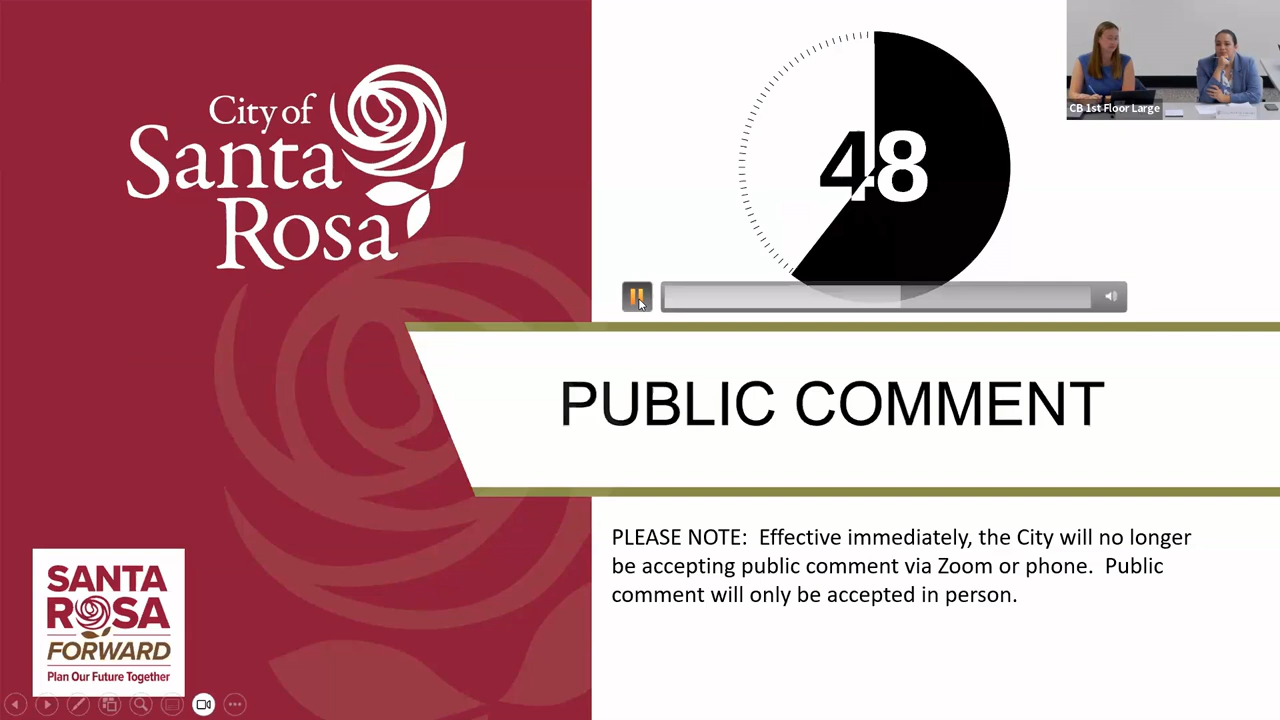 City of
Santa
Rosa
48
CB 1st Floor Large
PUBLIC COMMENT
PLEASE NOTE:  Effective immediately, the City will no longer
be accepting public comment via Zoom or phone.  Public
comment will only be accepted in person.
SANTA
ROSA
FORWARD
Plan Our Future Together